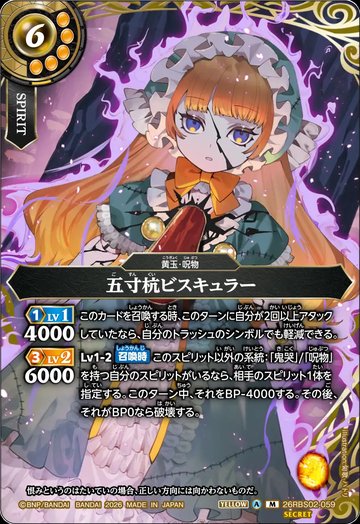 6
SPIRIT
黄玉・呪物
五寸杭ビスキュラー
1 LV1 4000
このカードを召喚する時、このターンに自分が2回以上アタック
していたなら、自分のトラッシュのシンボルでも軽減できる。
3 LV2 6000
Lv1-2 召喚時 このスピリット以外の系統:「鬼哭」/「呪物」
を持つ自分のスピリットがいるなら、相手のスピリット1体を
指定する。このターン中、それをBP-4000する。その後、
それがBP0なら破壊する。
恨みというのはたいていの場合、正しい方向には向かわないものだ。
©BNP/BANDAI BANDAI 2026 MADE IN JAPAN
YELLOW A M 26RBS02-059
SECRET